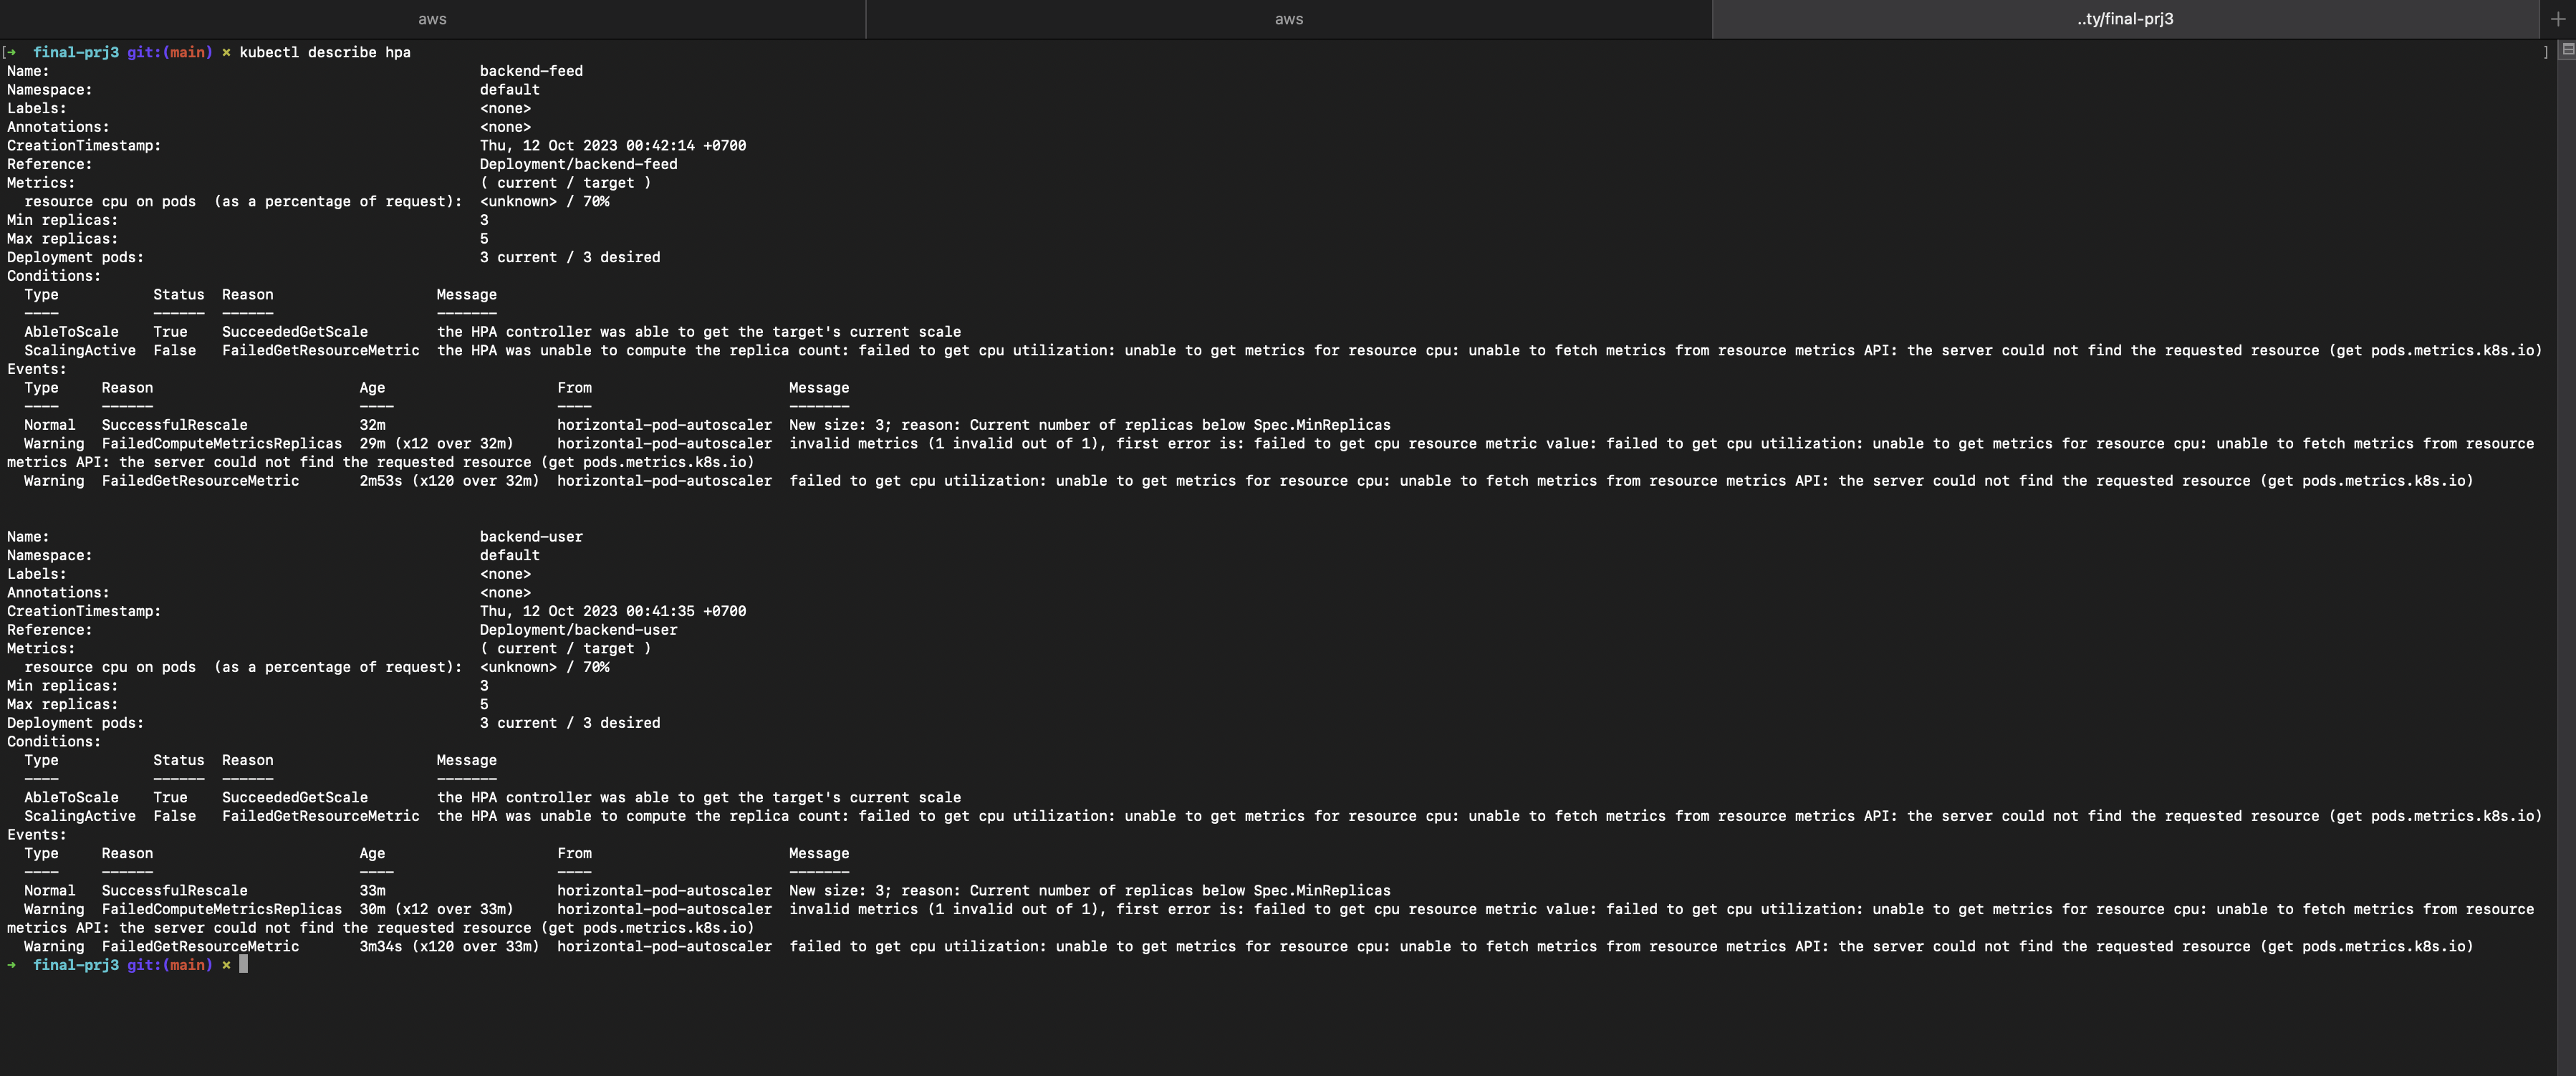 aws
aws
..ty/final-prj3
+
[→  final-prj3 git:(main) × kubectl describe hpa ]
Name:                                                  backend-feed
Namespace:                                             default
Labels:                                                <none>
Annotations:                                           <none>
CreationTimestamp:                                     Thu, 12 Oct 2023 00:42:14 +0700
Reference:                                             Deployment/backend-feed
Metrics:                                               ( current / target )
  resource cpu on pods  (as a percentage of request):  <unknown> / 70%
Min replicas:                                          3
Max replicas:                                          5
Deployment pods:                                       3 current / 3 desired
Conditions:
  Type           Status  Reason                   Message
  ----           ------  ------                   -------
  AbleToScale    True    SucceededGetScale        the HPA controller was able to get the target's current scale
  ScalingActive  False   FailedGetResourceMetric  the HPA was unable to compute the replica count: failed to get cpu utilization: unable to get metrics for resource cpu: unable to fetch metrics from resource metrics API: the server could not find the requested resource (get pods.metrics.k8s.io)
Events:
  Type     Reason                        Age                    From                       Message
  ----     ------                        ----                   ----                       -------
  Normal   SuccessfulRescale             32m                    horizontal-pod-autoscaler  New size: 3; reason: Current number of replicas below Spec.MinReplicas
  Warning  FailedComputeMetricsReplicas  29m (x12 over 32m)     horizontal-pod-autoscaler  invalid metrics (1 invalid out of 1), first error is: failed to get cpu resource metric value: failed to get cpu utilization: unable to get metrics for resource cpu: unable to fetch metrics from resource
metrics API: the server could not find the requested resource (get pods.metrics.k8s.io)
  Warning  FailedGetResourceMetric       2m53s (x120 over 32m)  horizontal-pod-autoscaler  failed to get cpu utilization: unable to get metrics for resource cpu: unable to fetch metrics from resource metrics API: the server could not find the requested resource (get pods.metrics.k8s.io)
Name:                                                  backend-user
Namespace:                                             default
Labels:                                                <none>
Annotations:                                           <none>
CreationTimestamp:                                     Thu, 12 Oct 2023 00:41:35 +0700
Reference:                                             Deployment/backend-user
Metrics:                                               ( current / target )
  resource cpu on pods  (as a percentage of request):  <unknown> / 70%
Min replicas:                                          3
Max replicas:                                          5
Deployment pods:                                       3 current / 3 desired
Conditions:
  Type           Status  Reason                   Message
  ----           ------  ------                   -------
  AbleToScale    True    SucceededGetScale        the HPA controller was able to get the target's current scale
  ScalingActive  False   FailedGetResourceMetric  the HPA was unable to compute the replica count: failed to get cpu utilization: unable to get metrics for resource cpu: unable to fetch metrics from resource metrics API: the server could not find the requested resource (get pods.metrics.k8s.io)
Events:
  Type     Reason                        Age                    From                       Message
  ----     ------                        ----                   ----                       -------
  Normal   SuccessfulRescale             33m                    horizontal-pod-autoscaler  New size: 3; reason: Current number of replicas below Spec.MinReplicas
  Warning  FailedComputeMetricsReplicas  30m (x12 over 33m)     horizontal-pod-autoscaler  invalid metrics (1 invalid out of 1), first error is: failed to get cpu resource metric value: failed to get cpu utilization: unable to get metrics for resource cpu: unable to fetch metrics from resource
metrics API: the server could not find the requested resource (get pods.metrics.k8s.io)
  Warning  FailedGetResourceMetric       3m34s (x120 over 33m)  horizontal-pod-autoscaler  failed to get cpu utilization: unable to get metrics for resource cpu: unable to fetch metrics from resource metrics API: the server could not find the requested resource (get pods.metrics.k8s.io)
→  final-prj3 git:(main) ×